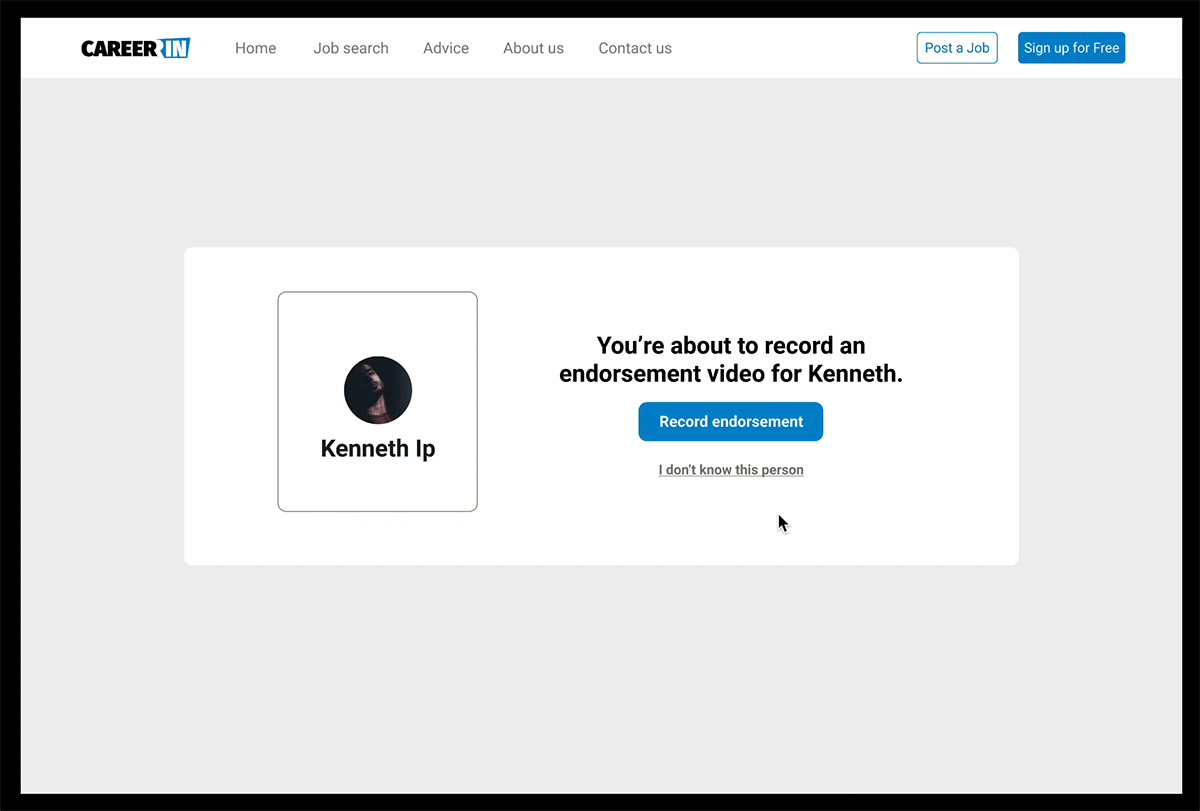 CAREER IN
Home
Job search
Advice
About us
Contact us
Post a Job
Sign up for Free
Kenneth Ip
You’re about to record an
endorsement video for Kenneth.
Record endorsement
I don’t know this person